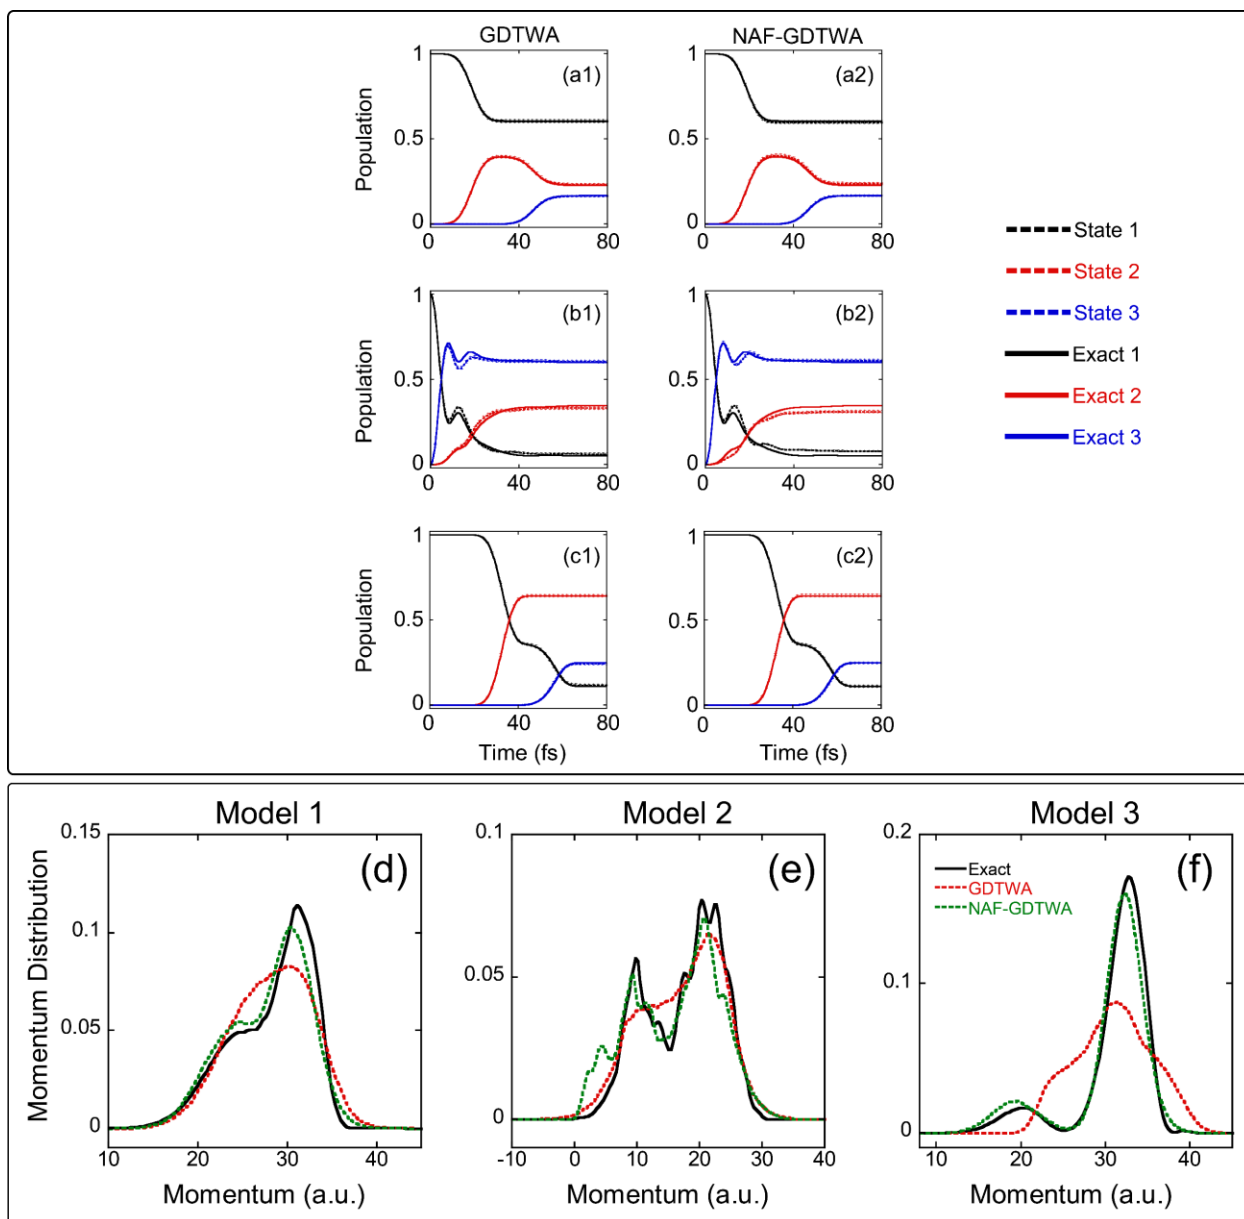 GDTWA
NAF-GDTWA
1
0.5
0
Population
(a1)
0
40
80
1
0.5
0
Population
(a2)
0
40
80
1
0.5
0
Population
(b1)
0
40
80
1
0.5
0
Population
(b2)
0
40
80
1
0.5
0
Population
(c1)
0
40
80
Time (fs)
1
0.5
0
Population
(c2)
0
40
80
Time (fs)
State 1
State 2
State 3
Exact 1
Exact 2
Exact 3
Model 1
0.15
0.1
0.05
0
Momentum Distribution
(d)
10
20
30
40
Momentum (a.u.)
Model 2
0.1
0.05
0
(e)
-10
0
10
20
30
40
Momentum (a.u.)
Model 3
0.2
0.1
0
(f)
Exact
GDTWA
NAF-GDTWA
10
20
30
40
Momentum (a.u.)